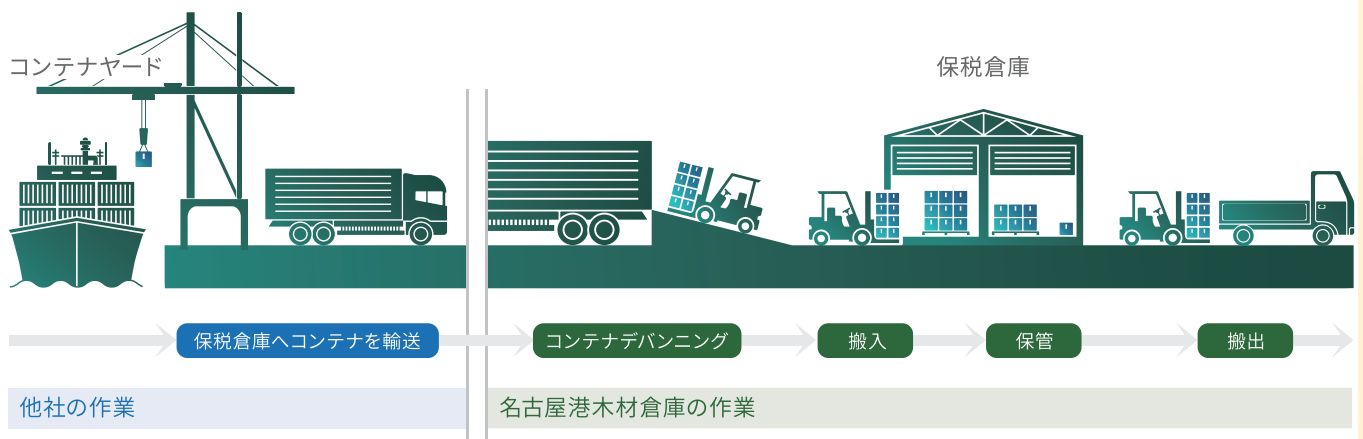 コンテナヤード
保税倉庫
保税倉庫へコンテナを輸送
コンテナデバンニング
搬入
保管
搬出
他社の作業
名古屋港木材倉庫の作業